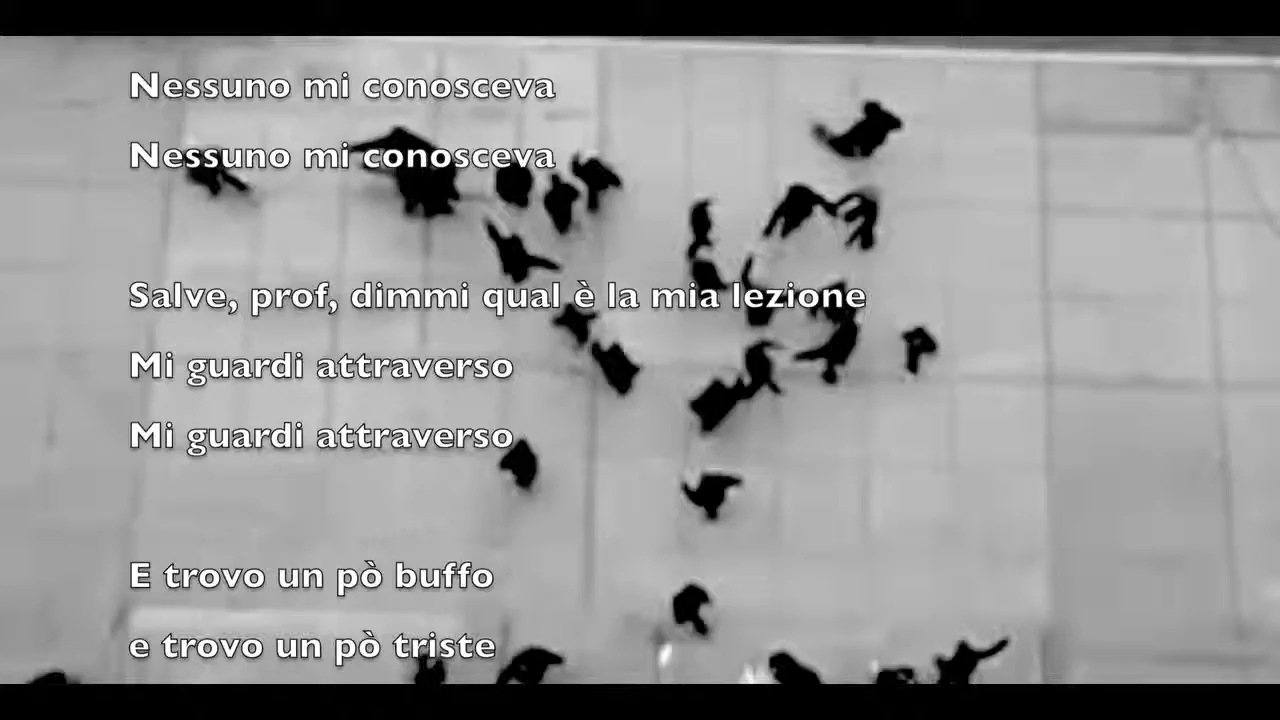 Nessuno mi conosceva
Nessuno mi conosceva
Salve, prof, dimmi qual è la mia lezione
Mi guardi attraverso
Mi guardi attraverso
E trovo un pò buffo
e trovo un pò triste